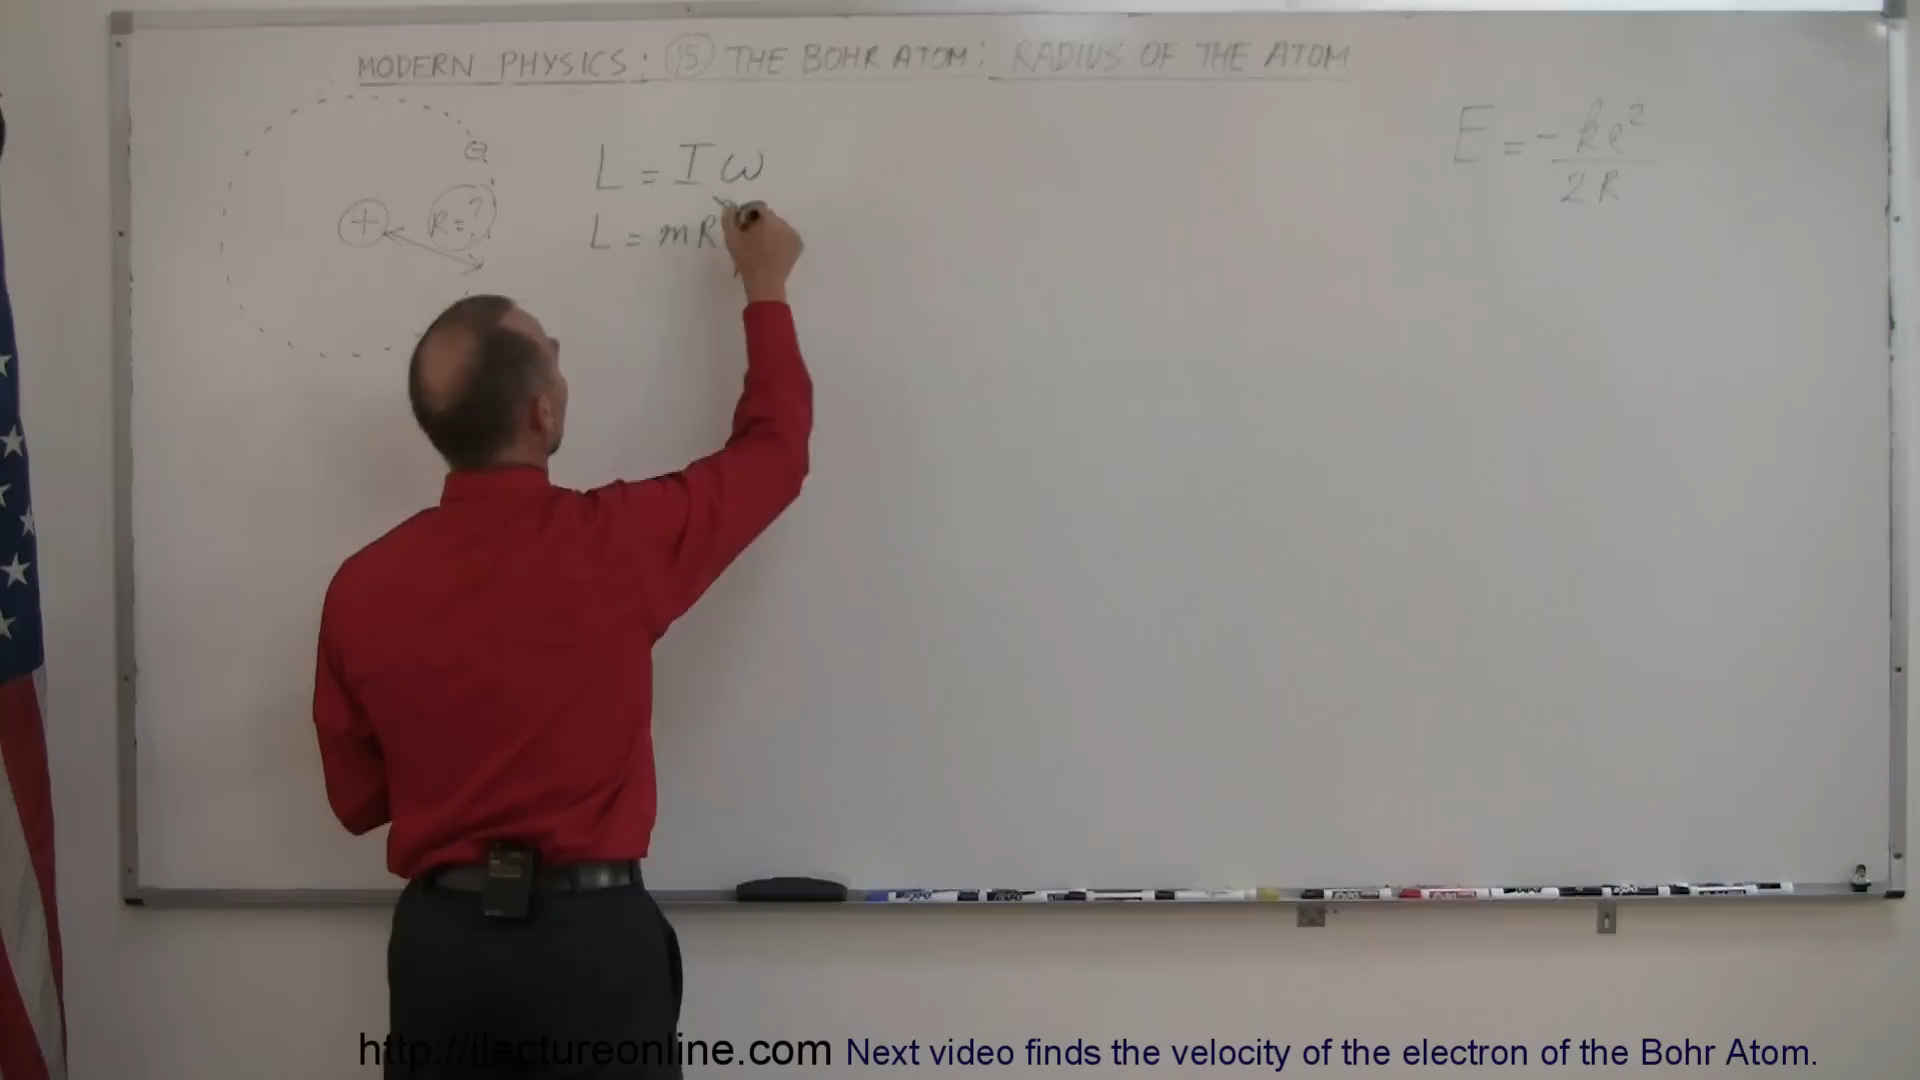 MODERN PHYSICS: 15 THE BOHR ATOM: RADIUS OF THE ATOM
E = -ke²/2R
L = Iω
+ R=?
L = mR
http://ilectureonline.com Next video finds the velocity of the electron of the Bohr Atom.